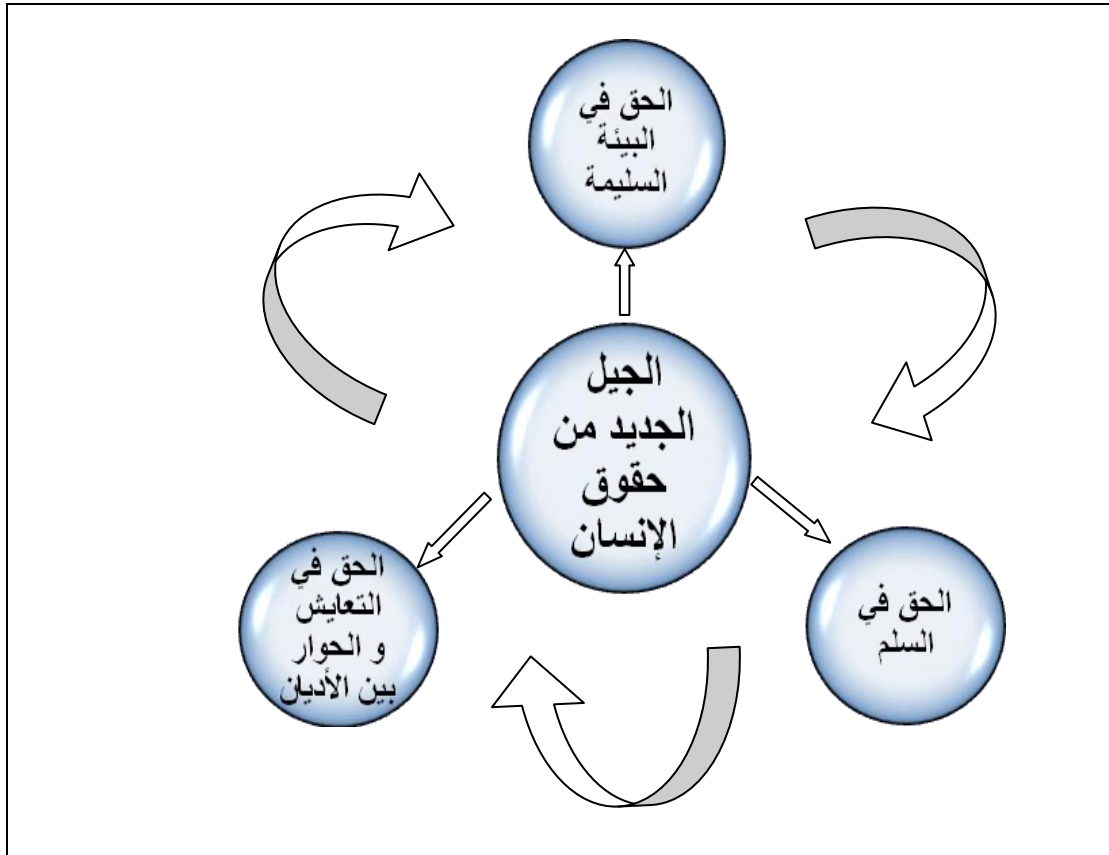 الحق في
البيئة
السليمة
الجيل
الجديد من
حقوق
الإنسان
الحق في
السلم
الحق في
التعايش
و الحوار
بين الأديان